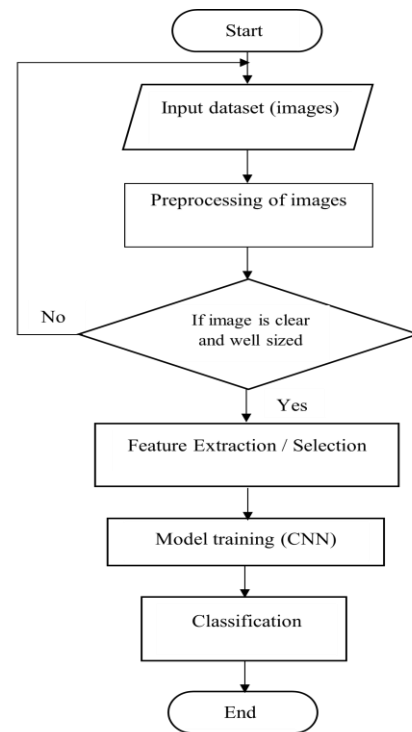 Start
Input dataset (images)
Preprocessing of images
If image is clear
and well sized
No
Yes
Feature Extraction / Selection
Model training (CNN)
Classification
End